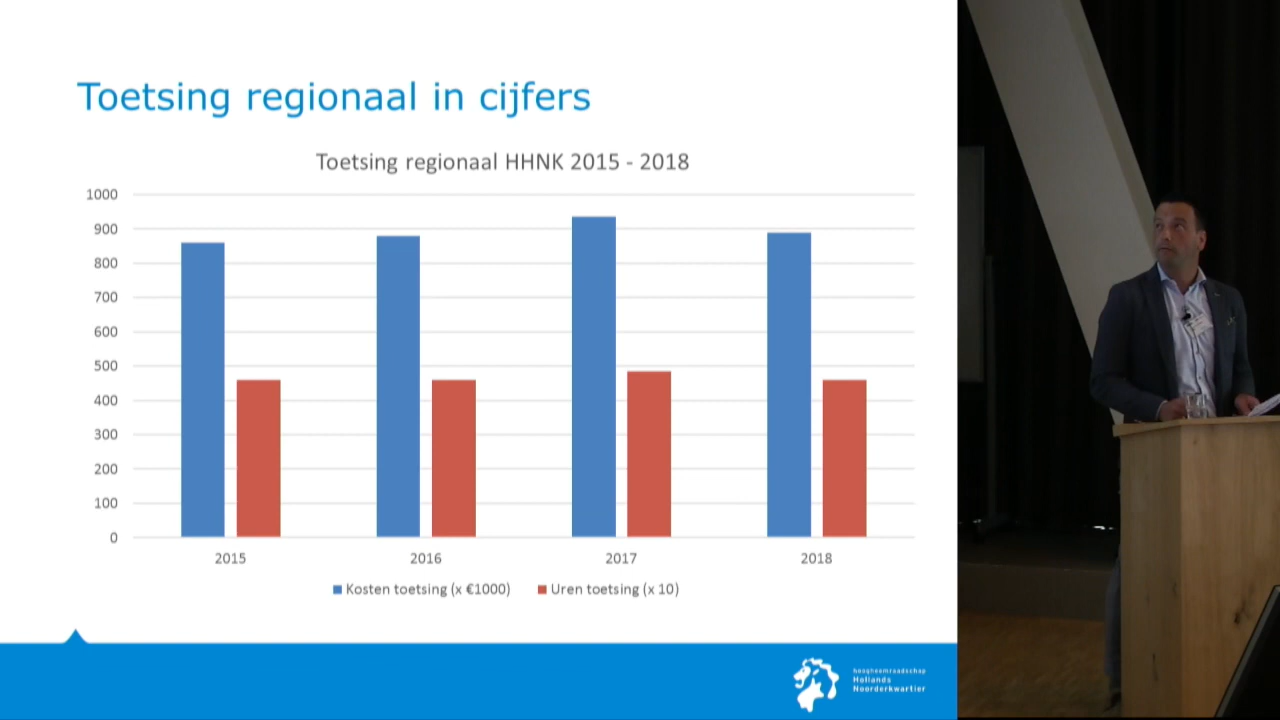 Toetsing regionaal in cijfers
Toetsing regionaal HHNK 2015 - 2018
1000
900
800
700
600
500
400
300
200
100
0
2015 2016 2017 2018
Kosten toetsing (x €1000) Uren toetsing (x 10)
hoogheemraadschap
Hollands
Noorderkwartier